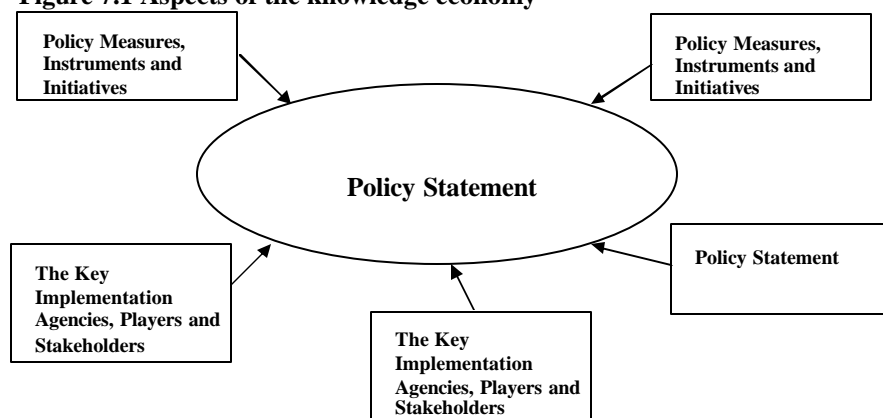 Figure 7.1 Aspects of the knowledge economy
Policy Measures,
Instruments and
Initiatives
Policy Measures,
Instruments and
Initiatives
Policy Statement
Policy Statement
The Key
Implementation
Agencies, Players and
Stakeholders
The Key
Implementation
Agencies, Players and
Stakeholders